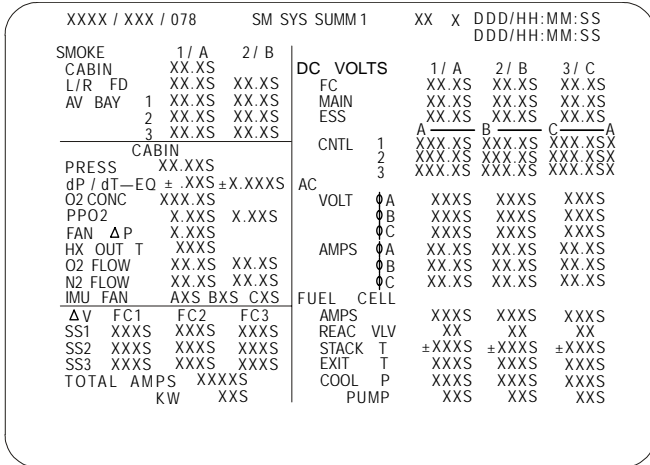 XXXX / XXX / 078 SM SYS SUMM 1 XX X DDD/HH:MM:SS
DDD/HH:MM:SS
SMOKE 1/ A 2/ B
CABIN XX.XS
L/R FD XX.XS XX.XS
AV BAY 1 XX.XS XX.XS
2 XX.XS XX.XS
3 XX.XS XX.XS
CABIN
PRESS XX.XXS
dP / dT—EQ ± .XXS ±X.XXXS
O2 CONC XXX.XS
PPO2 X.XXS X.XXS
FAN ΔP X.XXS
HX OUT T XXXS
O2 FLOW XX.XS XX.XS
N2 FLOW XX.XS XX.XS
IMU FAN AXS BXS CXS
ΔV FC1 FC2 FC3
SS1 XXXS XXXS XXXS
SS2 XXXS XXXS XXXS
SS3 XXXS XXXS XXXS
TOTAL AMPS XXXXS
KW XXS
DC VOLTS 1/ A 2/ B 3/ C
FC XX.XS XX.XS XX.XS
MAIN XX.XS XX.XS XX.XS
ESS XX.XS XX.XS XX.XS
A B C A
CNTL 1 XXX.XSX XXX.XSX XXX.XSX
2 XXX.XSX XXX.XSX XXX.XSX
3 XXX.XSX XXX.XSX XXX.XSX
AC
VOLT ϕA XXXS XXXS XXXS
ϕB XXXS XXXS XXXS
ϕC XXXS XXXS XXXS
AMPS ϕA XX.XS XX.XS XX.XS
ϕB XX.XS XX.XS XX.XS
ϕC XX.XS XX.XS XX.XS
FUEL CELL
AMPS XXXS XXXS XXXS
REAC VLV XX XX XX
STACK T ±XXXS ±XXXS ±XXXS
EXIT T XXXS XXXS XXXS
COOL P XXXS XXXS XXXS
PUMP XXS XXS XXS